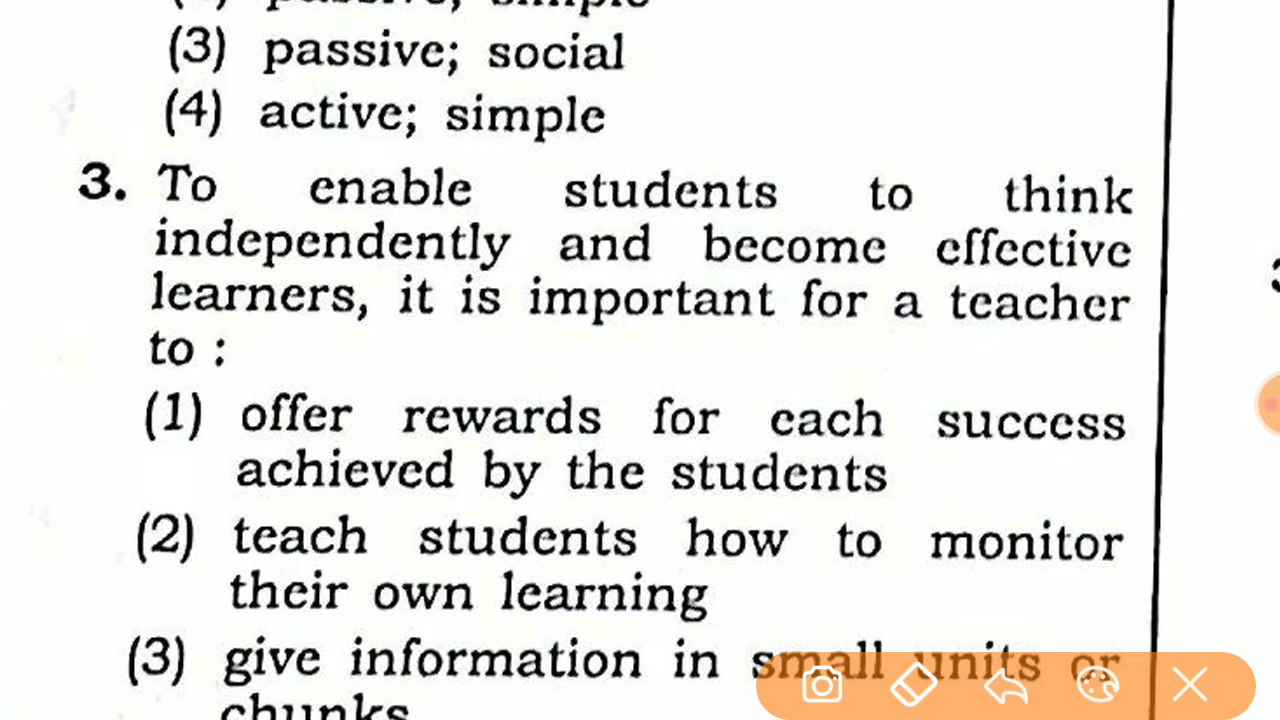 (3) passive; social
(4) active; simple
3. To enable students to think
independently and become effective
learners, it is important for a teacher
to :
(1) offer rewards for each success
achieved by the students
(2) teach students how to monitor
their own learning
(3) give information in small units or
chunks